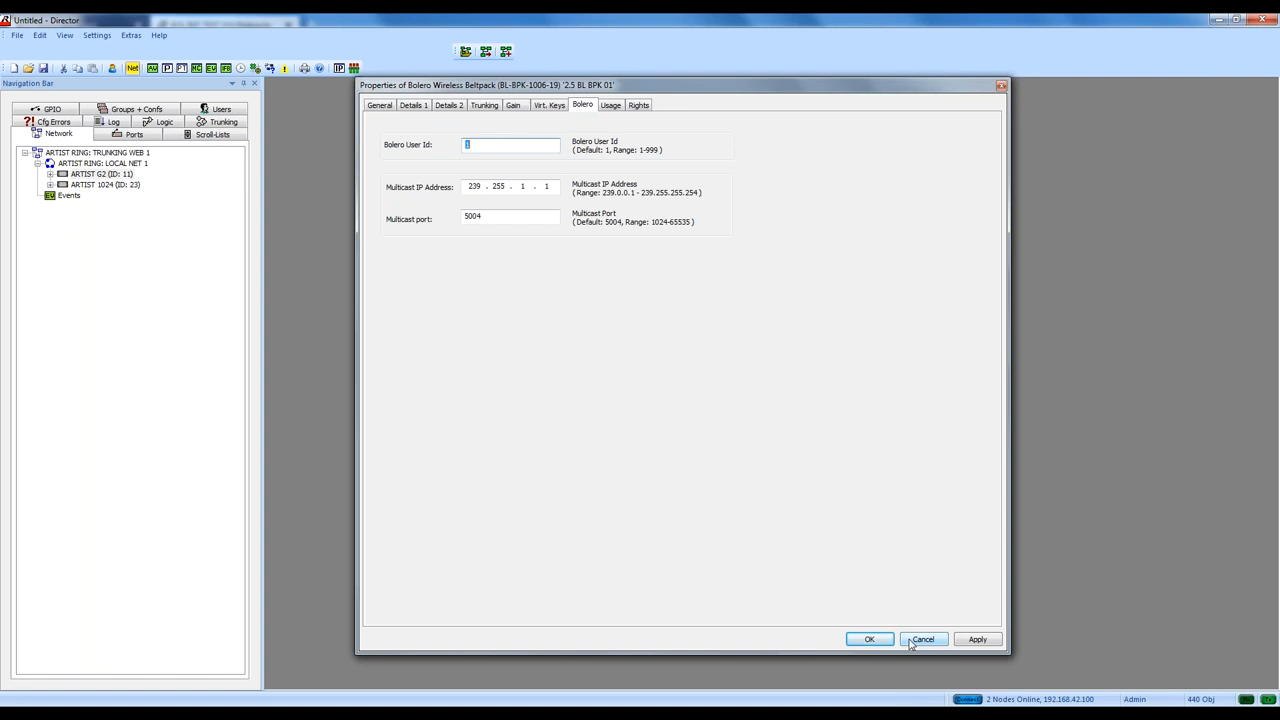 Untitled - Director
File Edit View Settings Extras Help
Net
IP
Navigation Bar
GPIO Groups + Confs Users
Cfg Errors Log Logic Trunking
Network Ports Scroll-Lists
ARTIST RING: TRUNKING WEB 1
ARTIST RING: LOCAL NET 1
ARTIST G2 (ID: 11)
ARTIST 1024 (ID: 23)
Events
Properties of Bolero Wireless Beltpack (BL-BPK-1006-19) '2.5 BL BPK 01'
General Details 1 Details 2 Trunking Gain Virt. Keys Bolero Usage Rights
Bolero User Id: 1 Bolero User Id
( Default: 1, Range: 1-999 )
Multicast IP Address: 239 . 255 . 1 . 1 Multicast IP Address
( Range: 239.0.0.1 - 239.255.255.254 )
Multicast port: 5004 Multicast Port
( Default: 5004, Range: 1024-65535 )
OK Cancel Apply
2 Nodes Online, 192.168.42.100 Admin 440 Obj